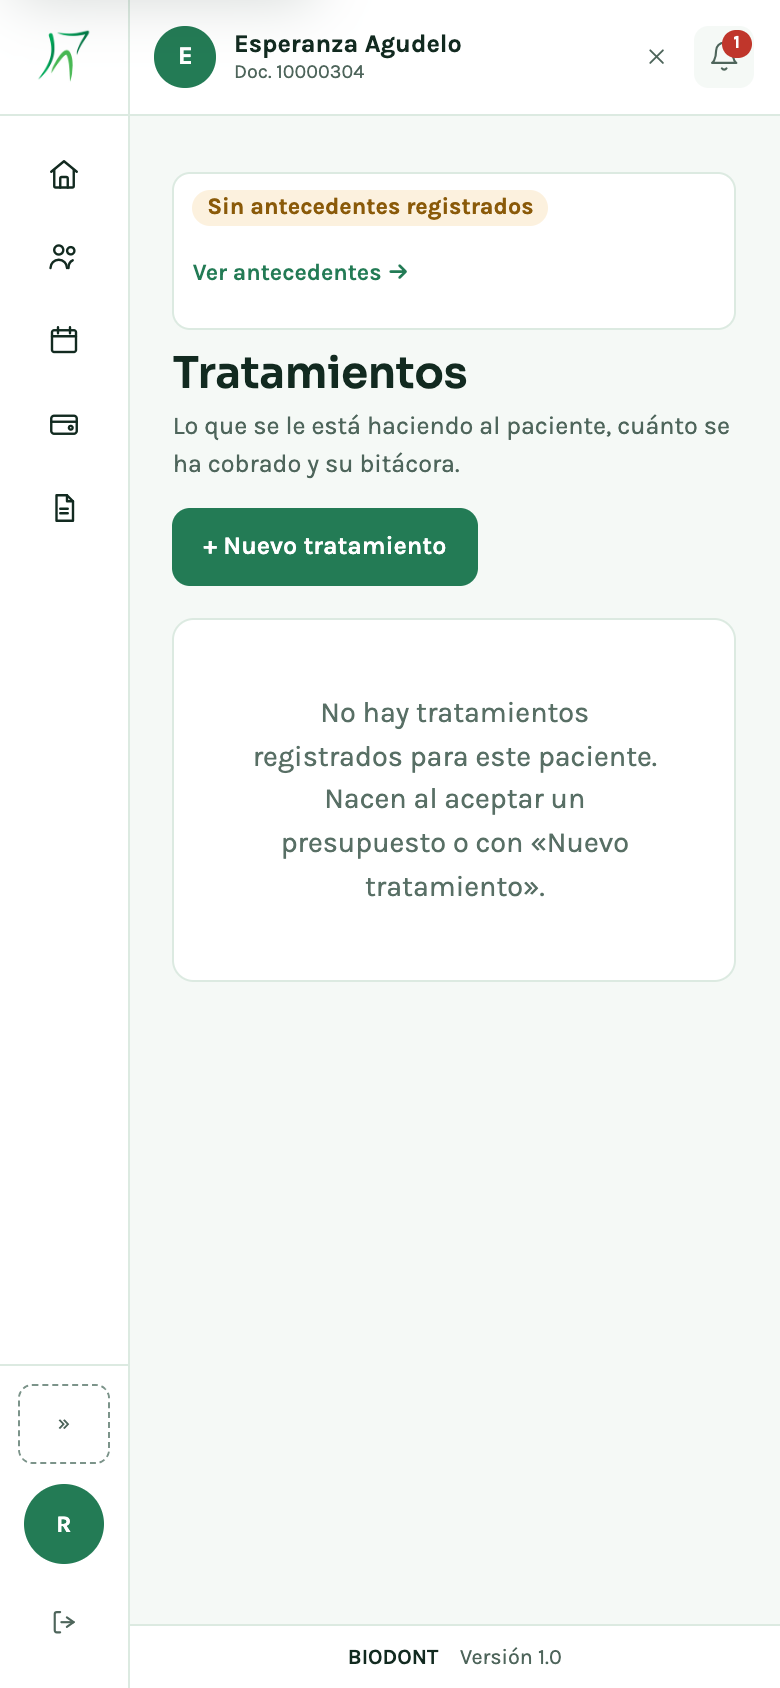 Esperanza Agudelo
E
Doc. 10000304
1
Sin antecedentes registrados
Ver antecedentes →
Tratamientos
Lo que se le está haciendo al paciente, cuánto se
ha cobrado y su bitácora.
+ Nuevo tratamiento
No hay tratamientos
registrados para este paciente.
Nacen al aceptar un
presupuesto o con «Nuevo
tratamiento».
»
R
BIODONT Versión 1.0